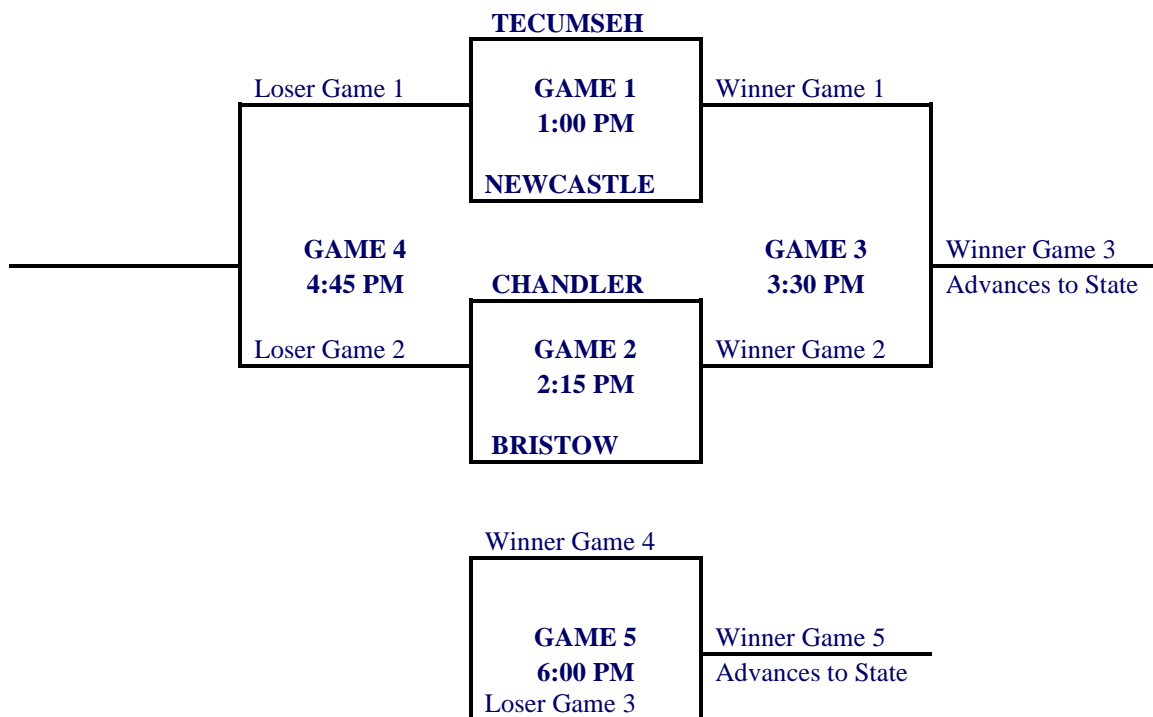 TECUMSEH
Loser Game 1
GAME 1
Winner Game 1
1:00 PM
NEWCASTLE
GAME 4
GAME 3
Winner Game 3
4:45 PM
CHANDLER
3:30 PM
Advances to State
Loser Game 2
GAME 2
Winner Game 2
2:15 PM
BRISTOW
Winner Game 4
GAME 5
Winner Game 5
6:00 PM
Advances to State
Loser Game 3